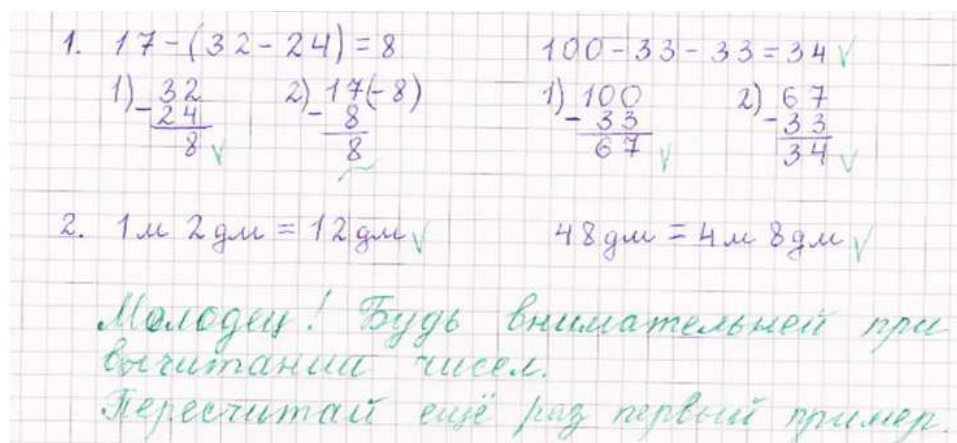 1. 17-(32-24)=8 100-33-33=34 √
1) 32 2) 17(-8) 1) 100 2) 67
- 24 - 8 - 33 - 33
8 √ 8 67 √ 34 √
2. 1м 2дм = 12дм √ 48дм = 4м 8дм √
Молодец! Будь внимательней при
вычитании чисел.
Пересчитай ещё раз первый пример.